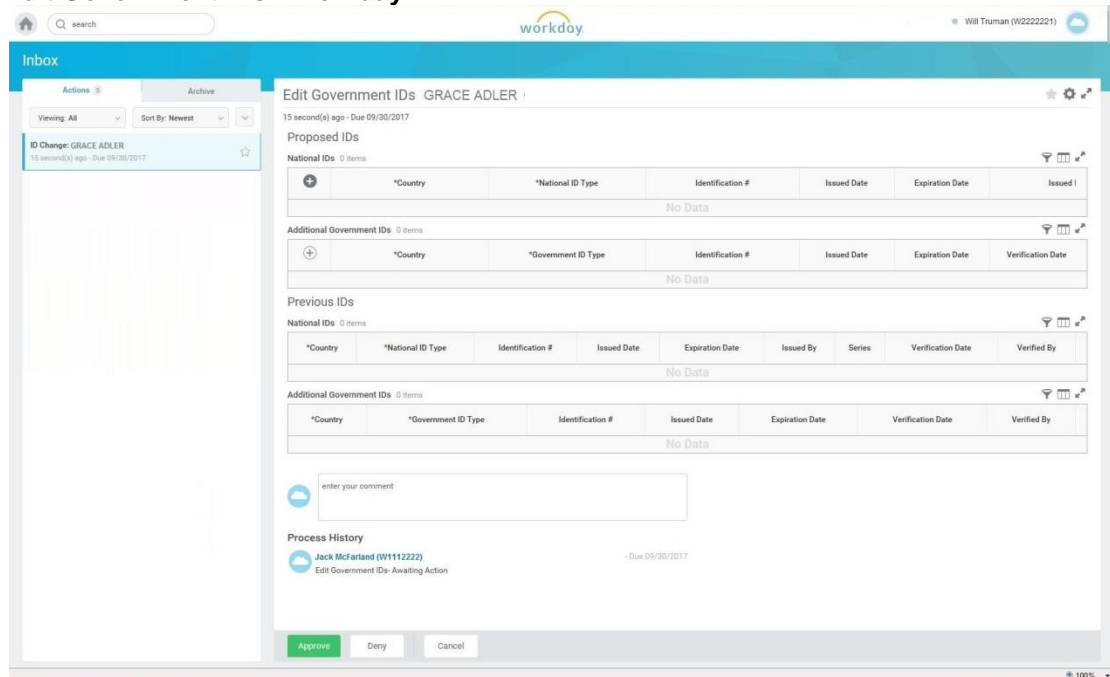 search
workday.
Will Truman (W2222221)
Inbox
Actions 5
Archive
Viewing: All
Sort By: Newest
ID Change: GRACE ADLER
15 second(s) ago - Due 09/30/2017
Edit Government IDs GRACE ADLER
15 second(s) ago - Due 09/30/2017
Proposed IDs
National IDs 0 items
*Country *National ID Type Identification # Issued Date Expiration Date Issued
No Data
Additional Government IDs 0 items
*Country *Government ID Type Identification # Issued Date Expiration Date Verification Date
No Data
Previous IDs
National IDs 0 items
*Country *National ID Type Identification # Issued Date Expiration Date Issued By Series Verification Date Verified By
No Data
Additional Government IDs 0 items
*Country *Government ID Type Identification # Issued Date Expiration Date Verification Date Verified By
No Data
enter your comment
Process History
Jack McFarland (W1112222) - Due 09/30/2017
Edit Government IDs- Awaiting Action
Approve Deny Cancel
100%